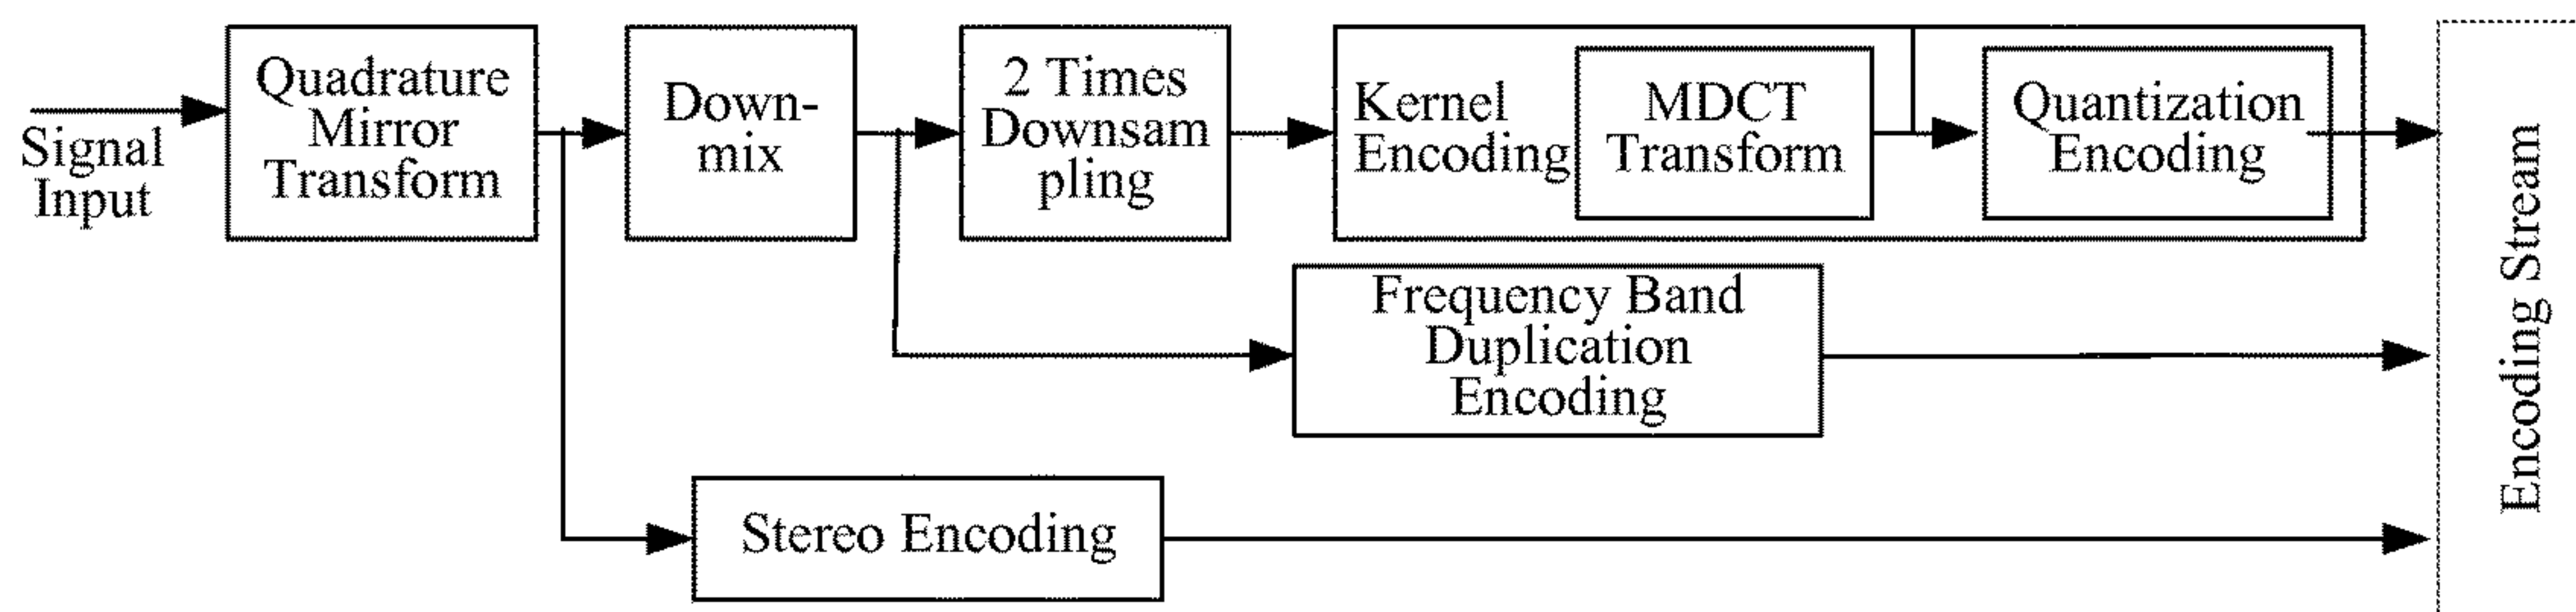 Signal
Input
Quadrature
Mirror
Transform
Down-
mix
2 Times
Downsam
pling
Kernel
Encoding
MDCT
Transform
Quantization
Encoding
Frequency Band
Duplication
Encoding
Stereo Encoding
Encoding Stream